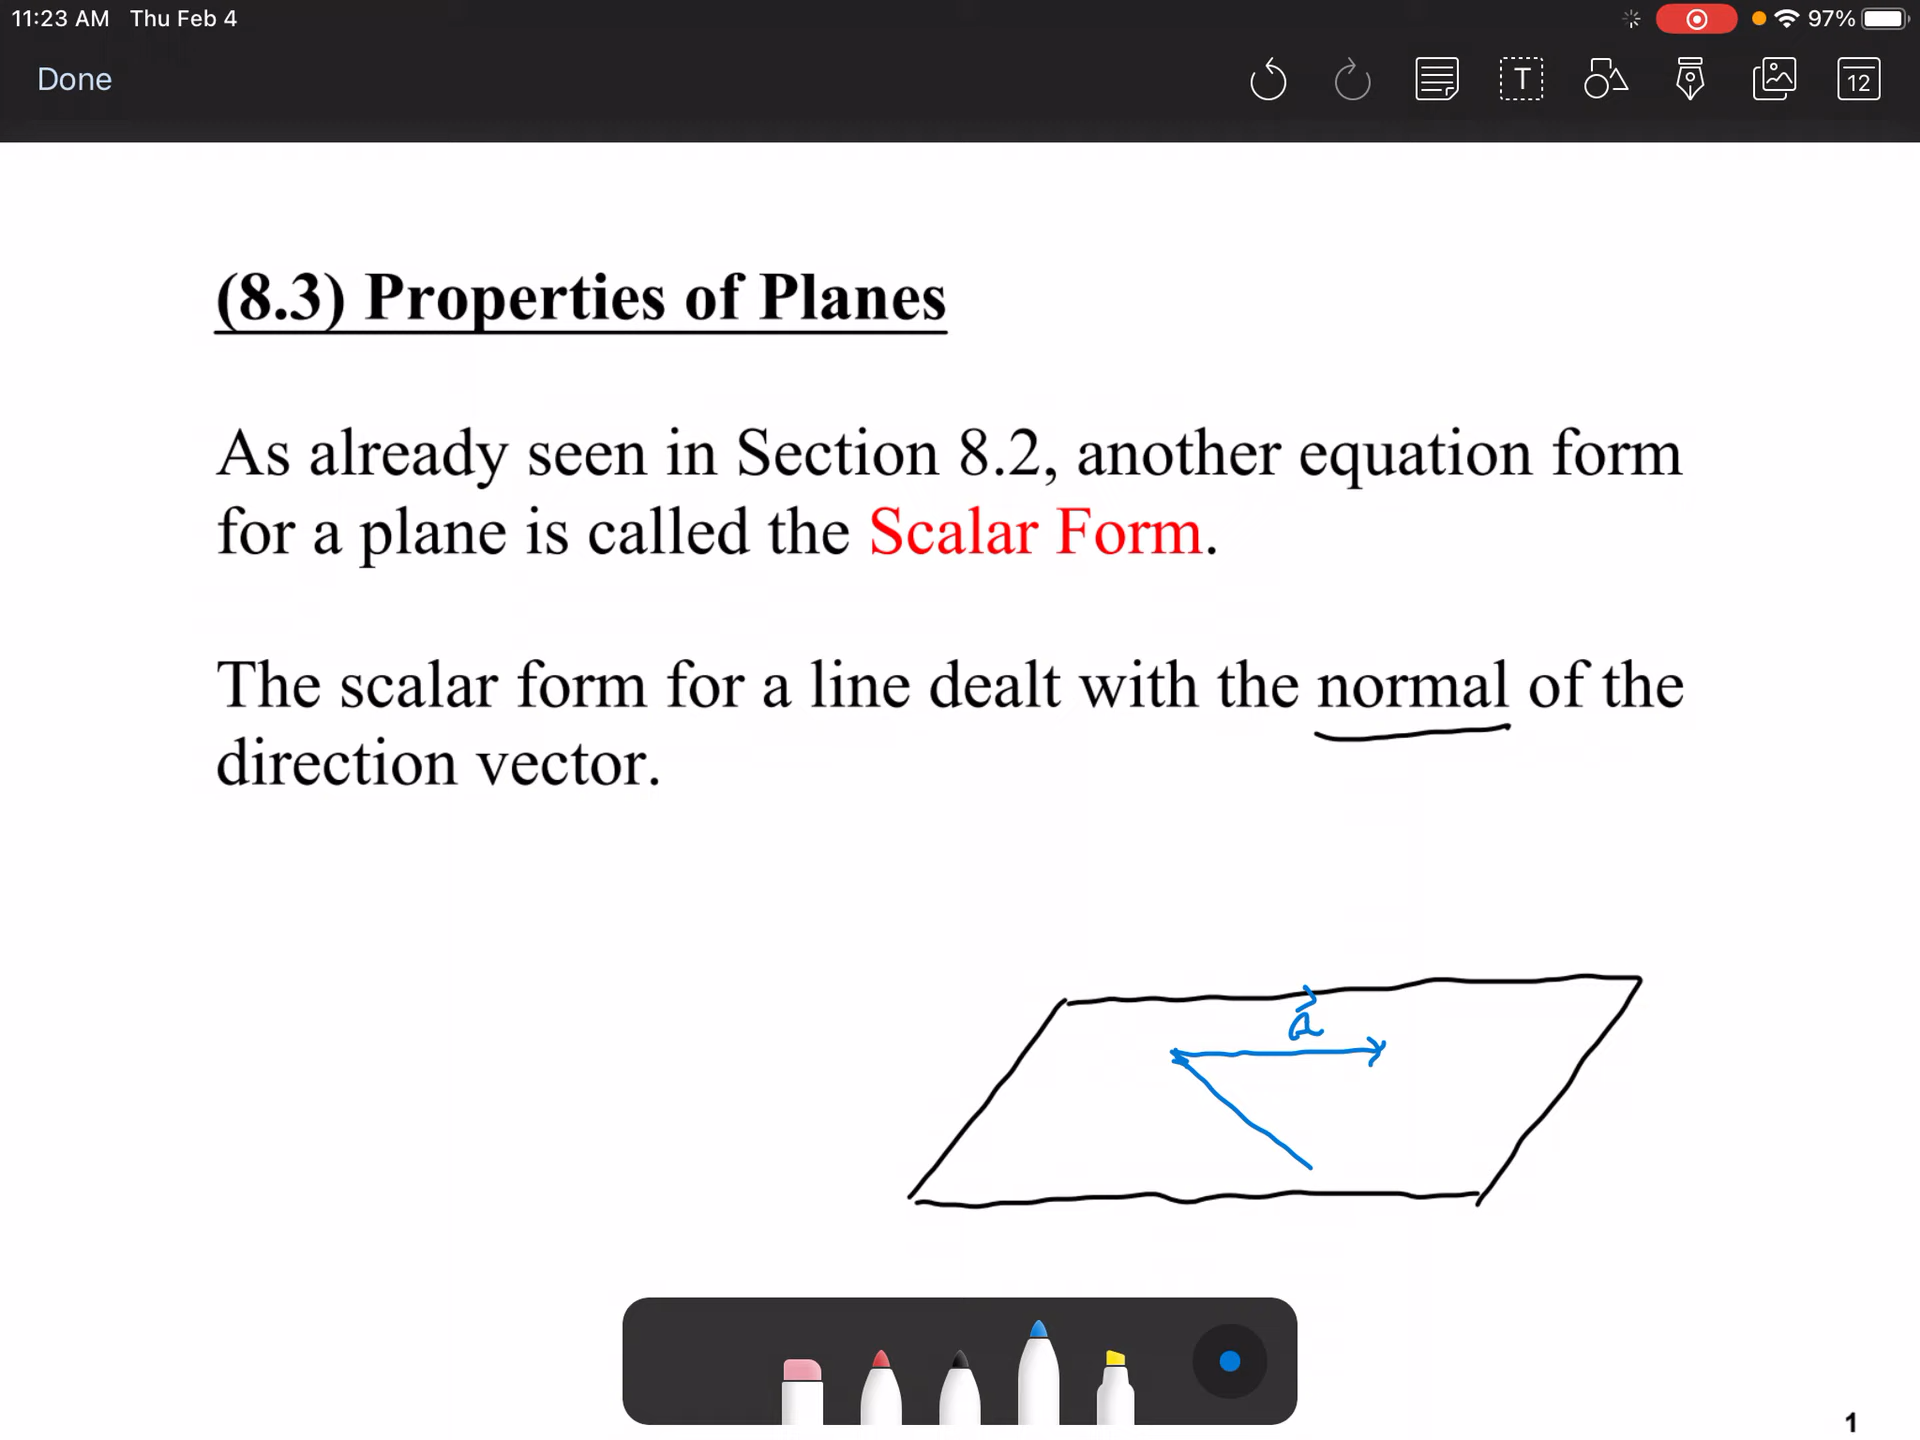 11:23 AM Thu Feb 4
97%
Done
T
12
(8.3) Properties of Planes
As already seen in Section 8.2, another equation form
for a plane is called the Scalar Form.
The scalar form for a line dealt with the normal of the
direction vector.
a
1